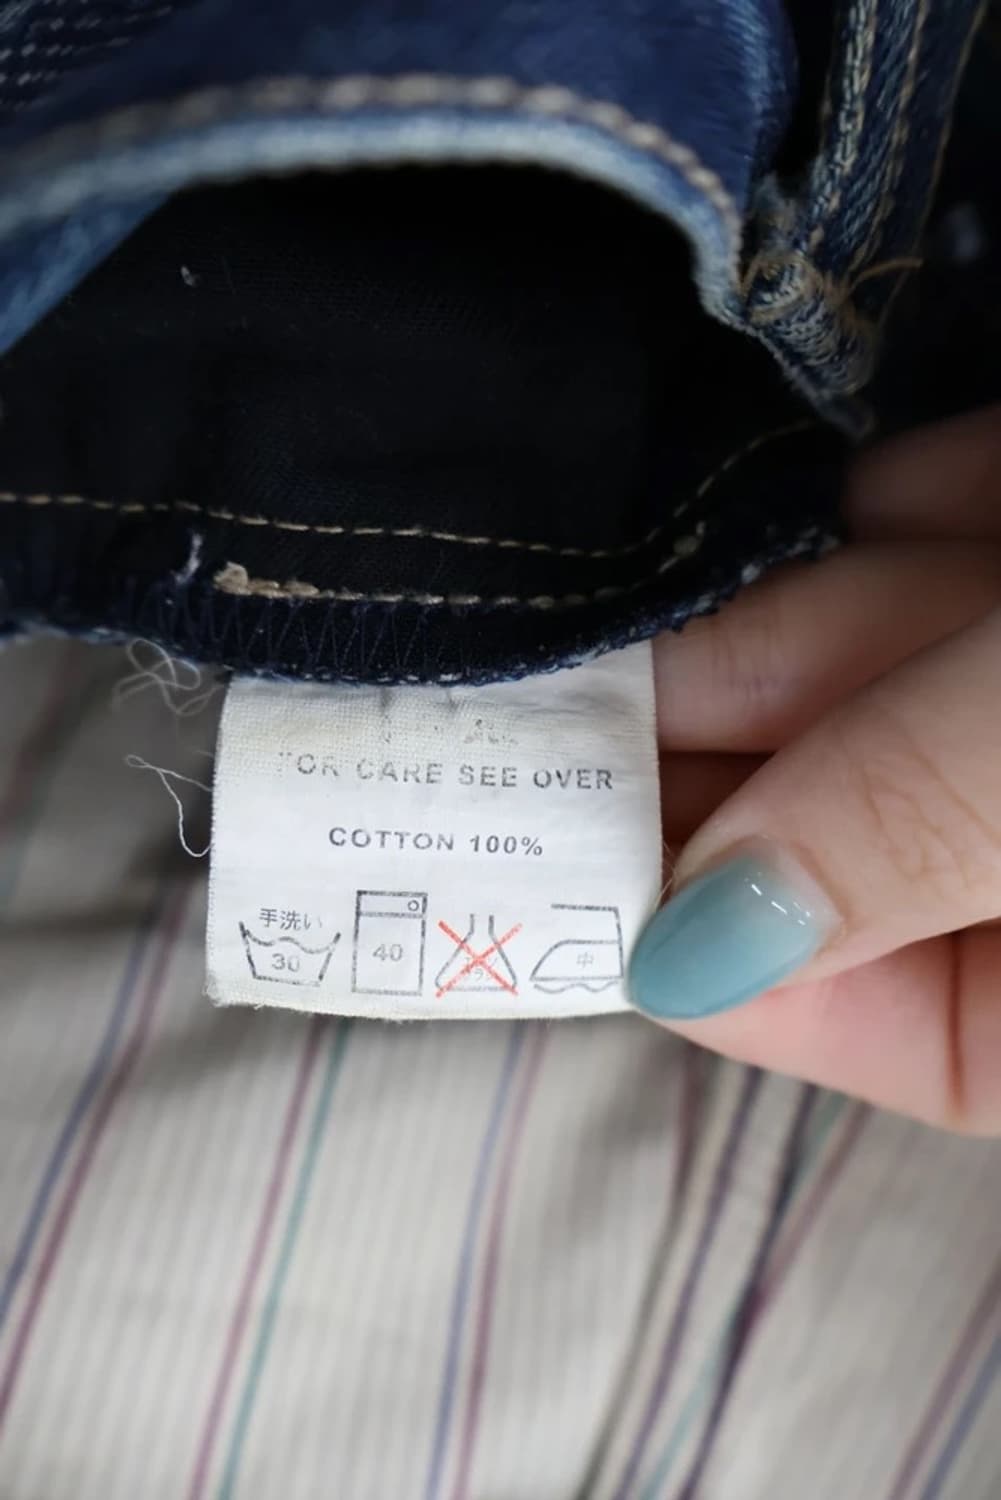 FOR CARE SEE OVER
COTTON 100%
手洗い
30
40
中